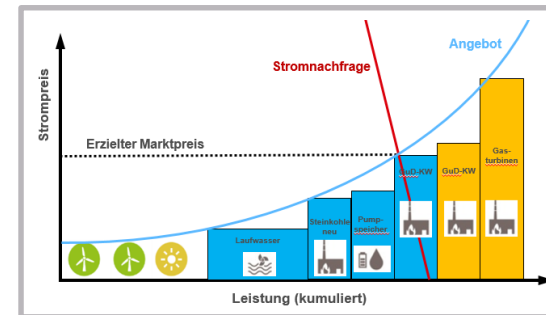 Angebot
Stromnachfrage
Strompreis
Erzielter Marktpreis
Gas-
turbinen
GuD-KW
GuD-KW
Steinkohle
neu
Pump-
speicher
Laufwasser
Leistung (kumuliert)